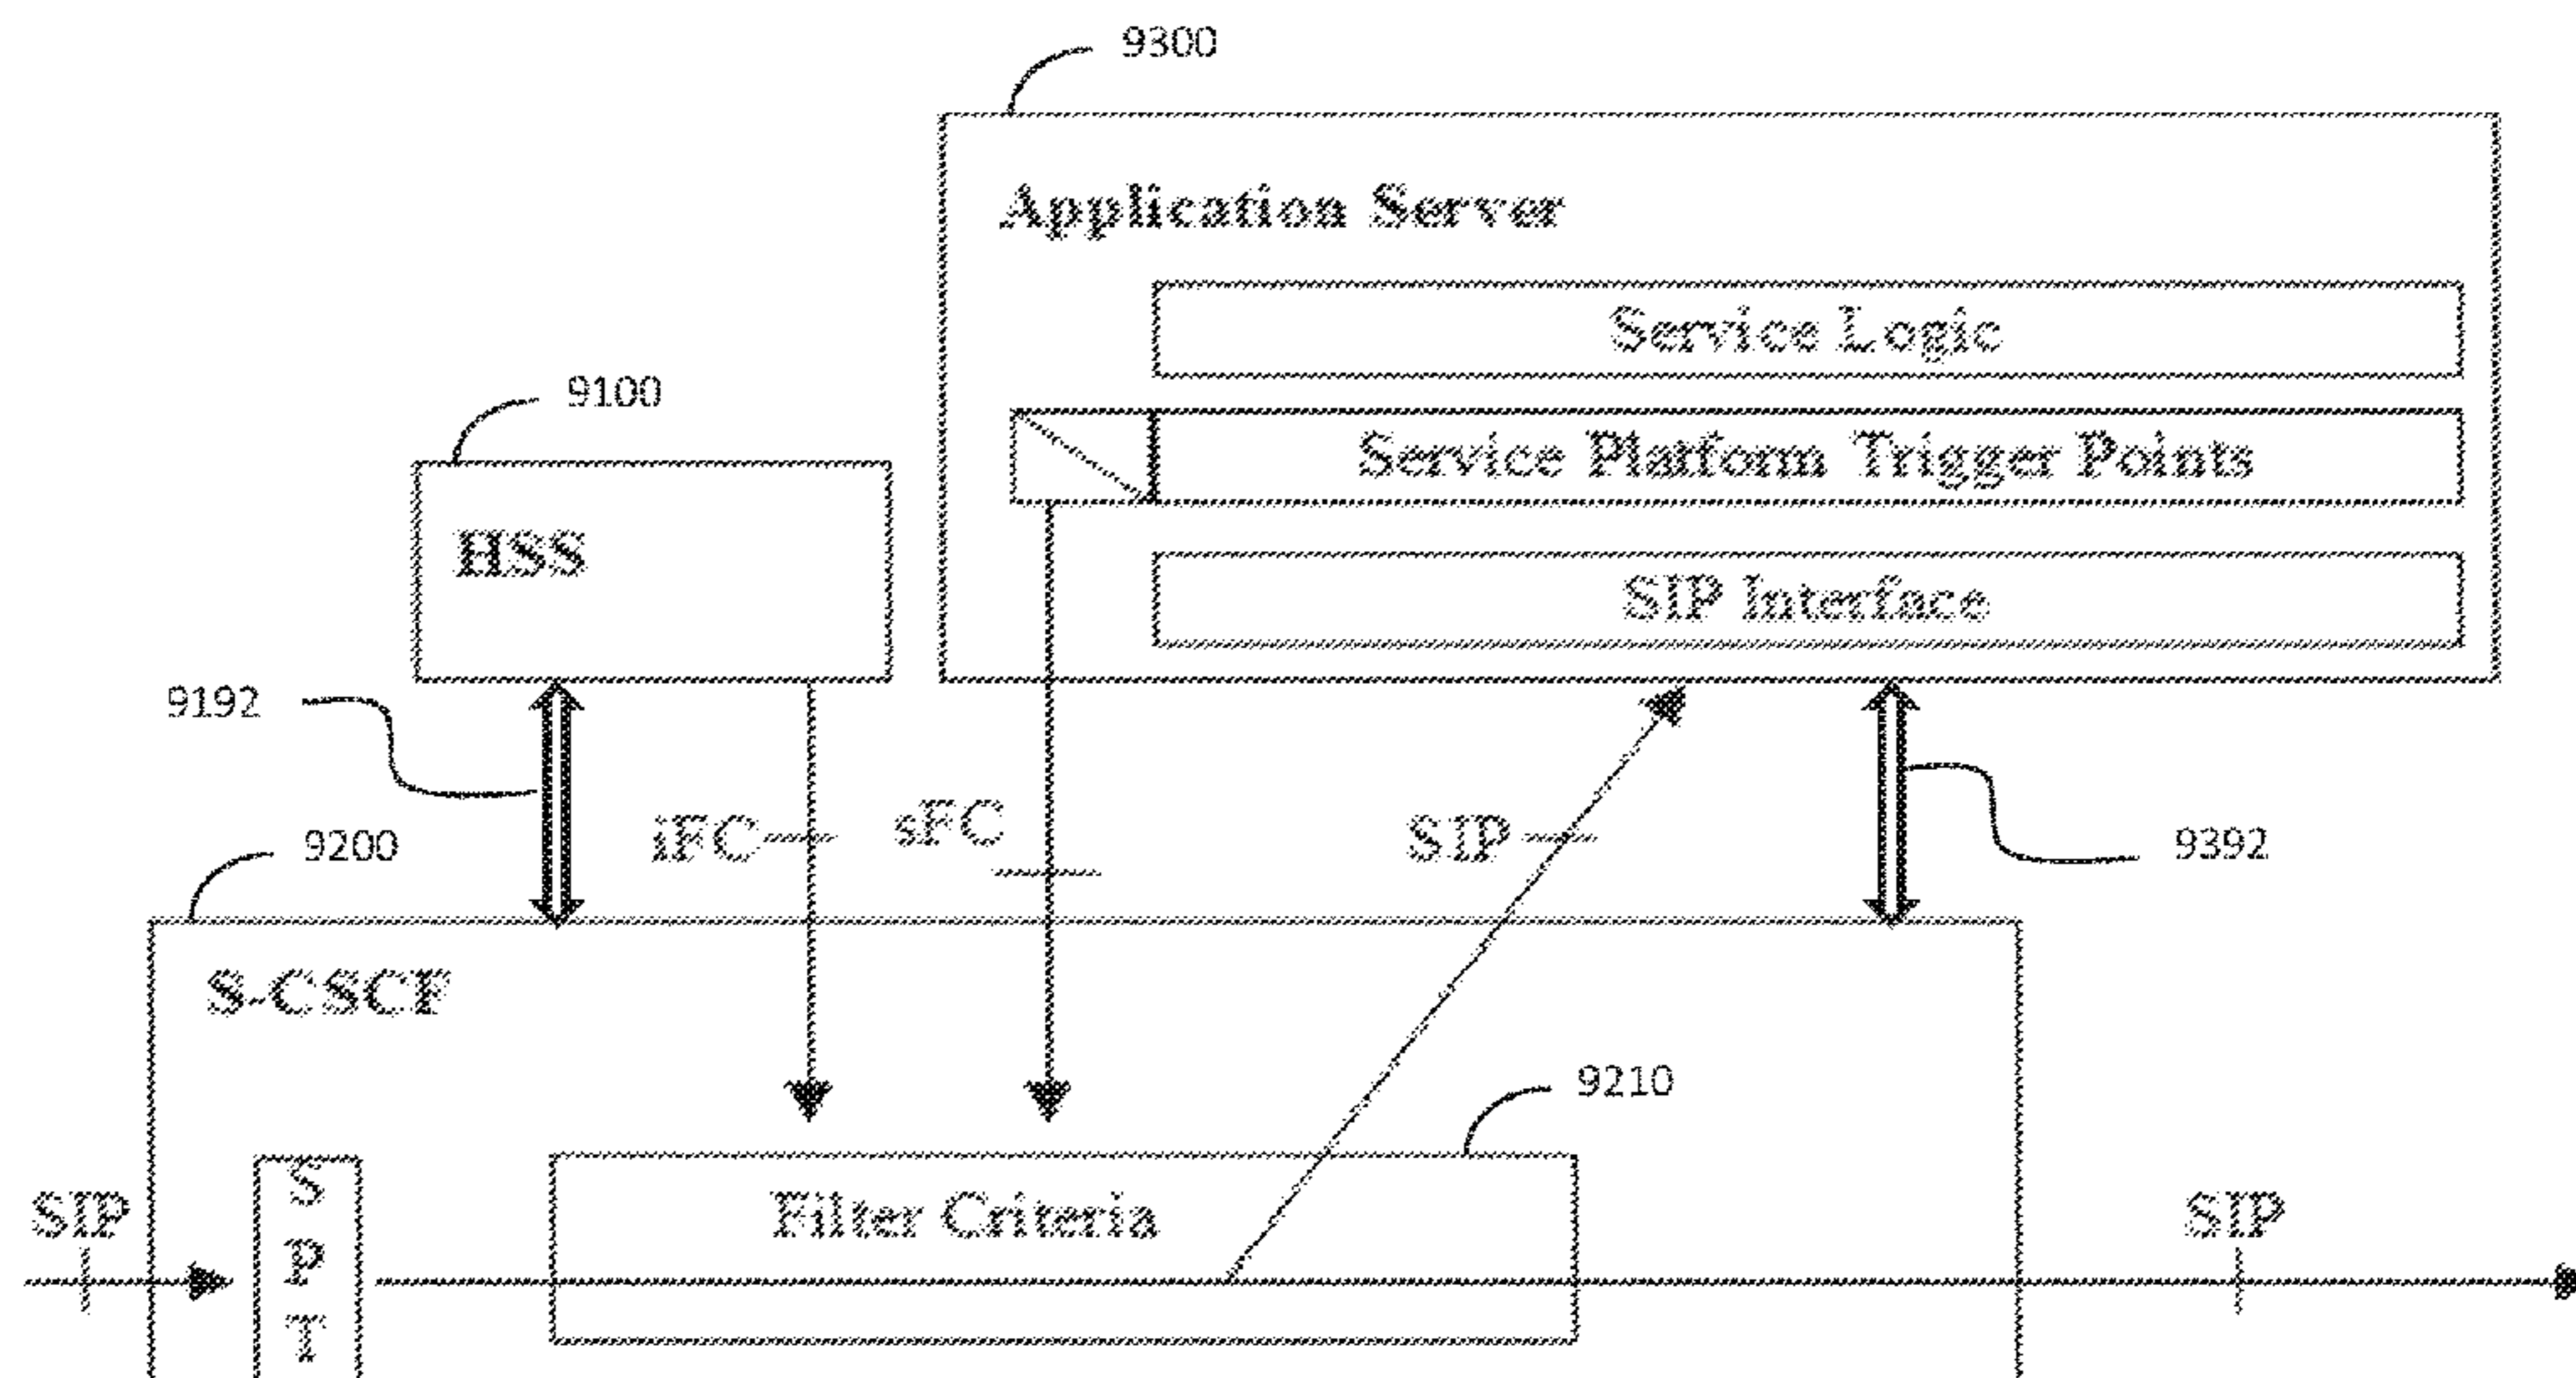 9300
Application Server
Service Logic
9100
Service Platform Trigger Points
HSS
SIP Interface
9192
iFC
sFC
SIP
9392
9200
S-CSCF
9210
SIP
S
P
T
Filter Criteria
SIP